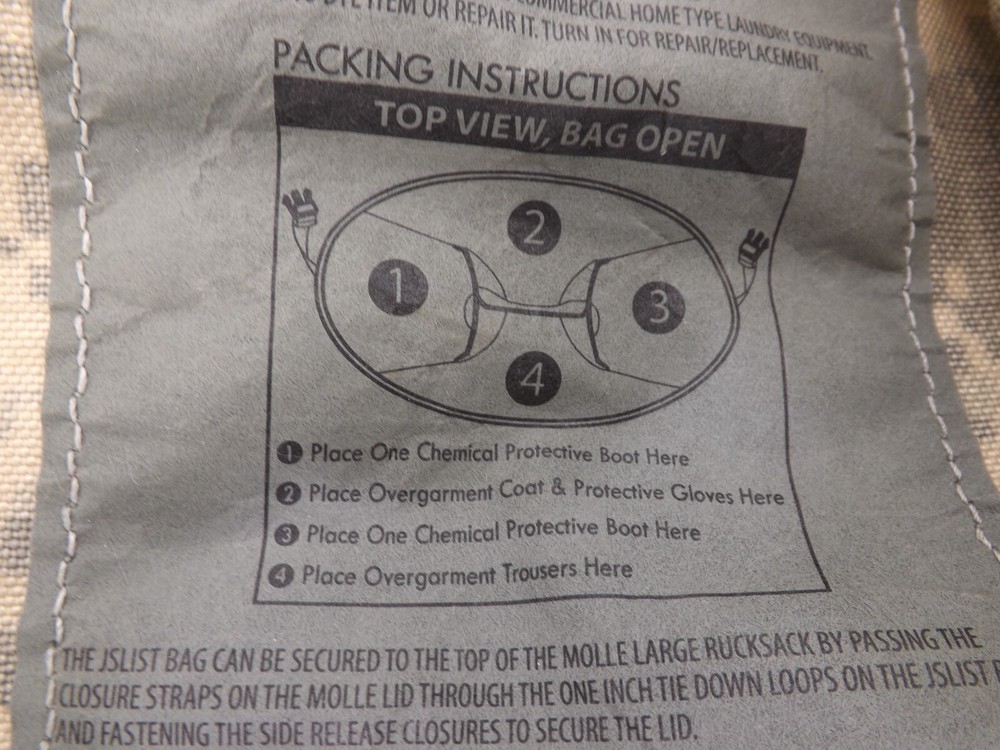 COMMERCIAL HOME TYPE LAUNDRY EQUIPMENT.
ITEM OR REPAIR IT. TURN IN FOR REPAIR/REPLACEMENT.
PACKING INSTRUCTIONS
TOP VIEW, BAG OPEN
2
1
3
4
1 Place One Chemical Protective Boot Here
2 Place Overgarment Coat & Protective Gloves Here
3 Place One Chemical Protective Boot Here
4 Place Overgarment Trousers Here
THE JSLIST BAG CAN BE SECURED TO THE TOP OF THE MOLLE LARGE RUCKSACK BY PASSING THE
CLOSURE STRAPS ON THE MOLLE LID THROUGH THE ONE INCH TIE DOWN LOOPS ON THE JSLIST
AND FASTENING THE SIDE RELEASE CLOSURES TO SECURE THE LID.